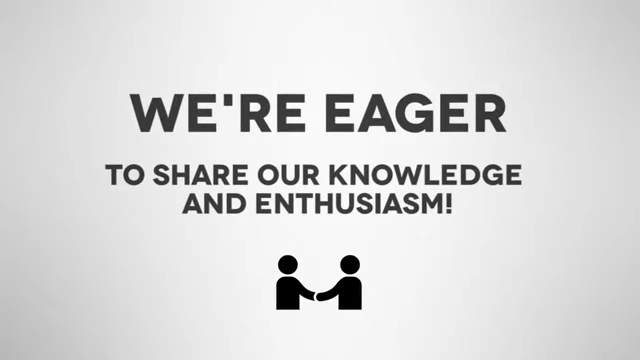 WE'RE EAGER
TO SHARE OUR KNOWLEDGE
AND ENTHUSIASM!